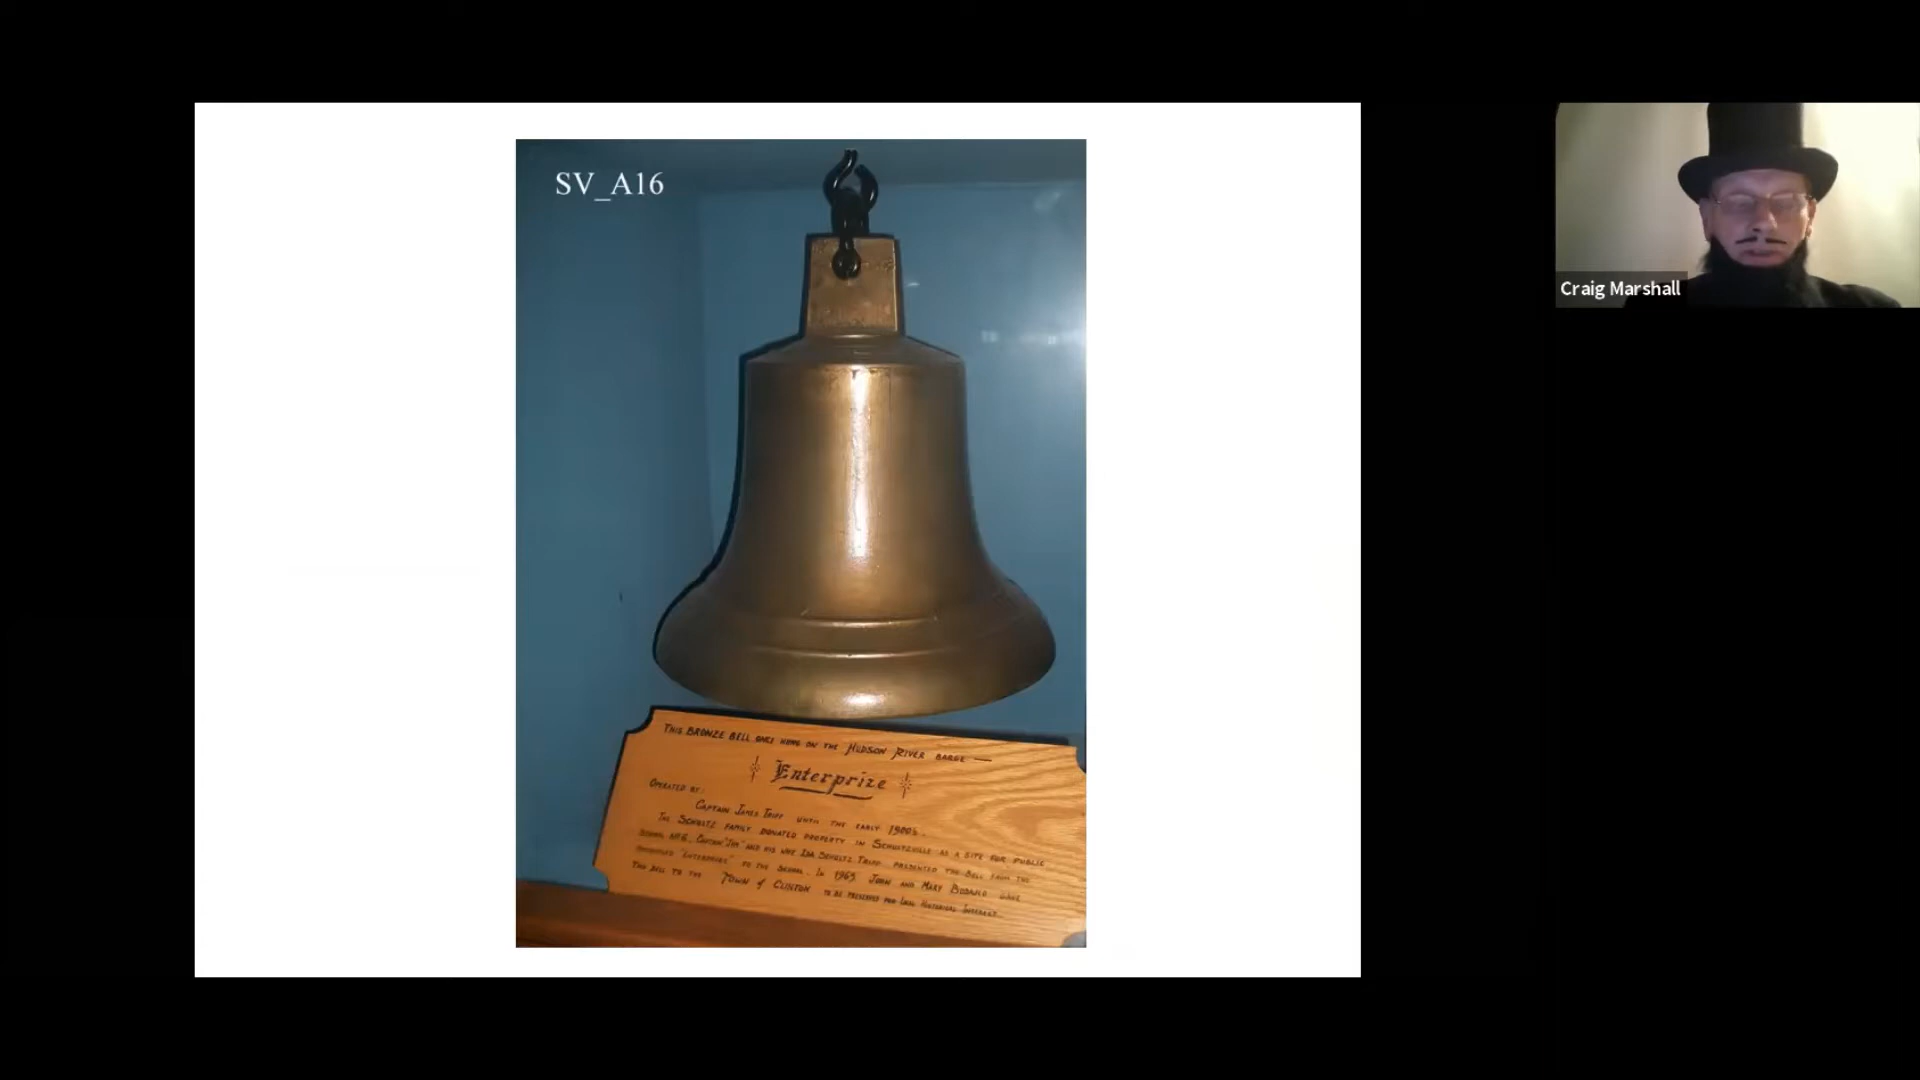 SV_A16
THIS BRONZE BELL ONCE HUNG ON THE HUDSON RIVER BARGE —
Enterprize
OPERATED BY:
CAPTAIN JAMES TRIPP UNTIL THE EARLY 1900S.
THE SCHULTZ FAMILY DONATED PROPERTY IN SCHULTZVILLE AS A SITE FOR PUBLIC
SCHOOL NO 6, CAPTAIN "JIM" AND HIS WIFE IDA SCHULTZ TRIPP PRESENTED THE BELL FROM THE
"ENTERPRIZE" TO THE SCHOOL. IN 1965 JOHN AND MARY GAVE
THIS BELL TO THE TOWN of CLINTON TO BE PRESERVED FOR LOCAL HISTORICAL INTEREST.
Craig Marshall